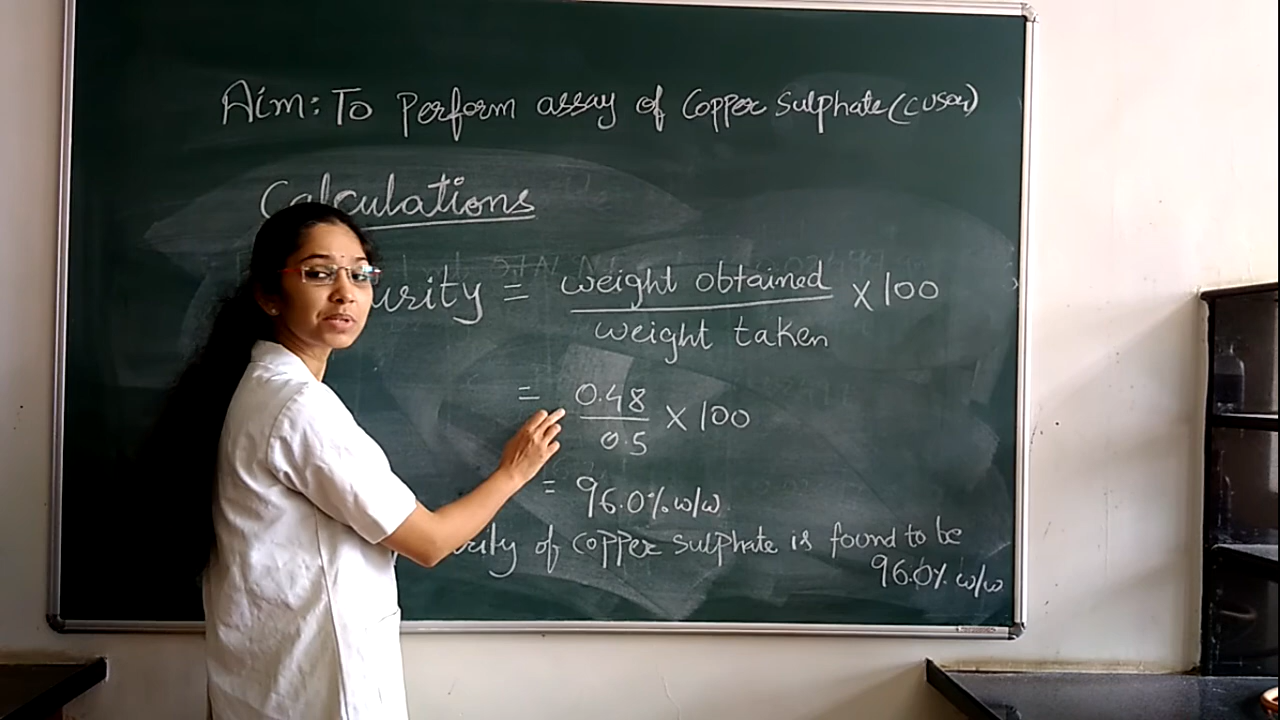 Aim: To Perform assay of Copper Sulphate (CuSO4)
Calculations
urity = weight obtained / weight taken X 100
= 0.48 / 0.5 X 100
= 96.0% w/w
rity of copper sulphate is found to be
96.0% w/w